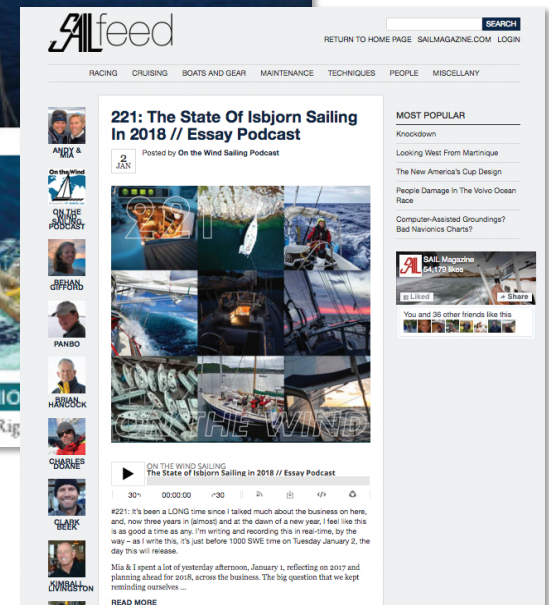 SAILfeed
SEARCH
RETURN TO HOME PAGE SAILMAGAZINE.COM LOGIN
RACING CRUISING BOATS AND GEAR MAINTENANCE TECHNIQUES PEOPLE MISCELLANY
ANDY &
MIA
On the Wind
ON THE
WIND
SAILING
PODCAST
BEHAN
GIFFORD
PANBO
BRIAN
HANCOCK
CHARLES
DOANE
CLARK
BEEK
KIMBALL
LIVINGSTON
221: The State Of Isbjorn Sailing
In 2018 // Essay Podcast
2
JAN
Posted by On the Wind Sailing Podcast
221
ON THE WIND
ON THE WIND SAILING
The State of Isbjorn Sailing in 2018 // Essay Podcast
30
00:00:00
30
#221: It's been a LONG time since I talked much about the business on here,
and, now three years in (almost) and at the dawn of a new year, I feel like this
is as good a time as any. I'm writing and recording this in real-time, by the
way – as I write this, it's just before 1000 SWE time on Tuesday January 2, the
day this will release.
Mia & I spent a lot of yesterday afternoon, January 1, reflecting on 2017 and
planning ahead for 2018, across the business. The big question that we kept
reminding ourselves ...
READ MORE
MOST POPULAR
Knockdown
Looking West From Martinique
The New America's Cup Design
People Damage In The Volvo Ocean
Race
Computer-Assisted Groundings?
Bad Navionics Charts?
SAIL
SAIL Magazine
54,179 likes
Liked
Share
You and 36 other friends like this
NIO
Rig